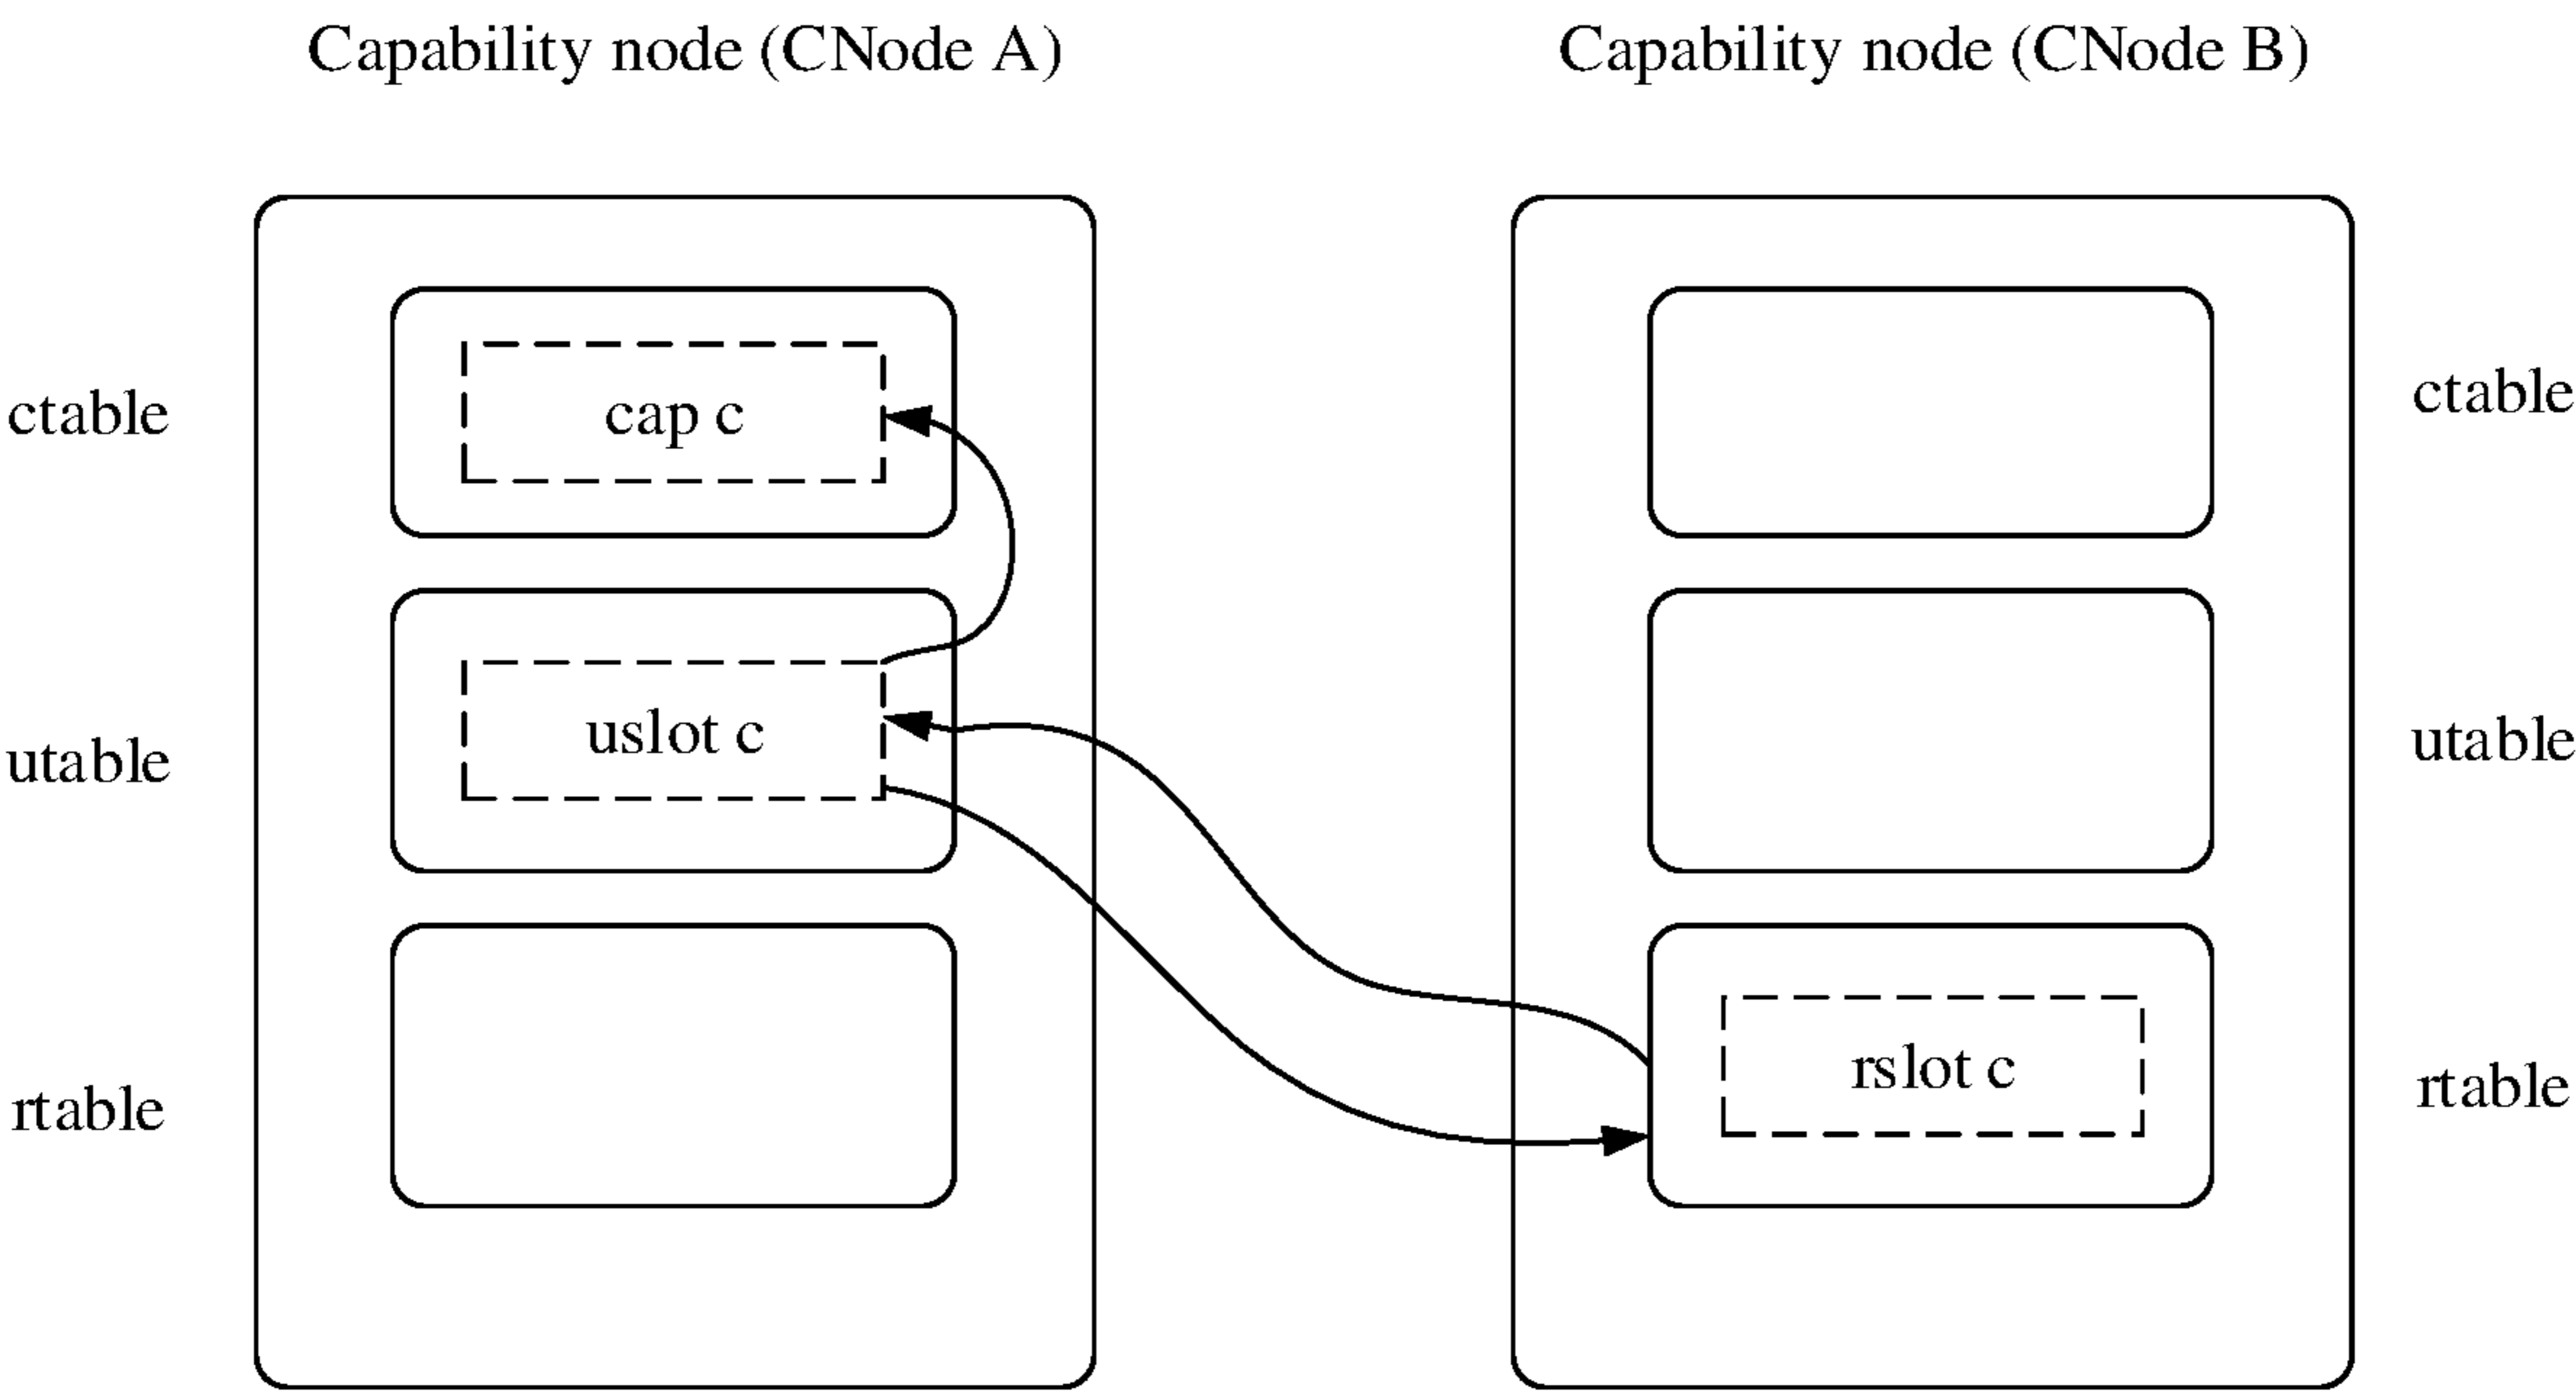 Capability node (CNode A)
Capability node (CNode B)
ctable
cap c
ctable
utable
uslot c
utable
rtable
rslot c
rtable